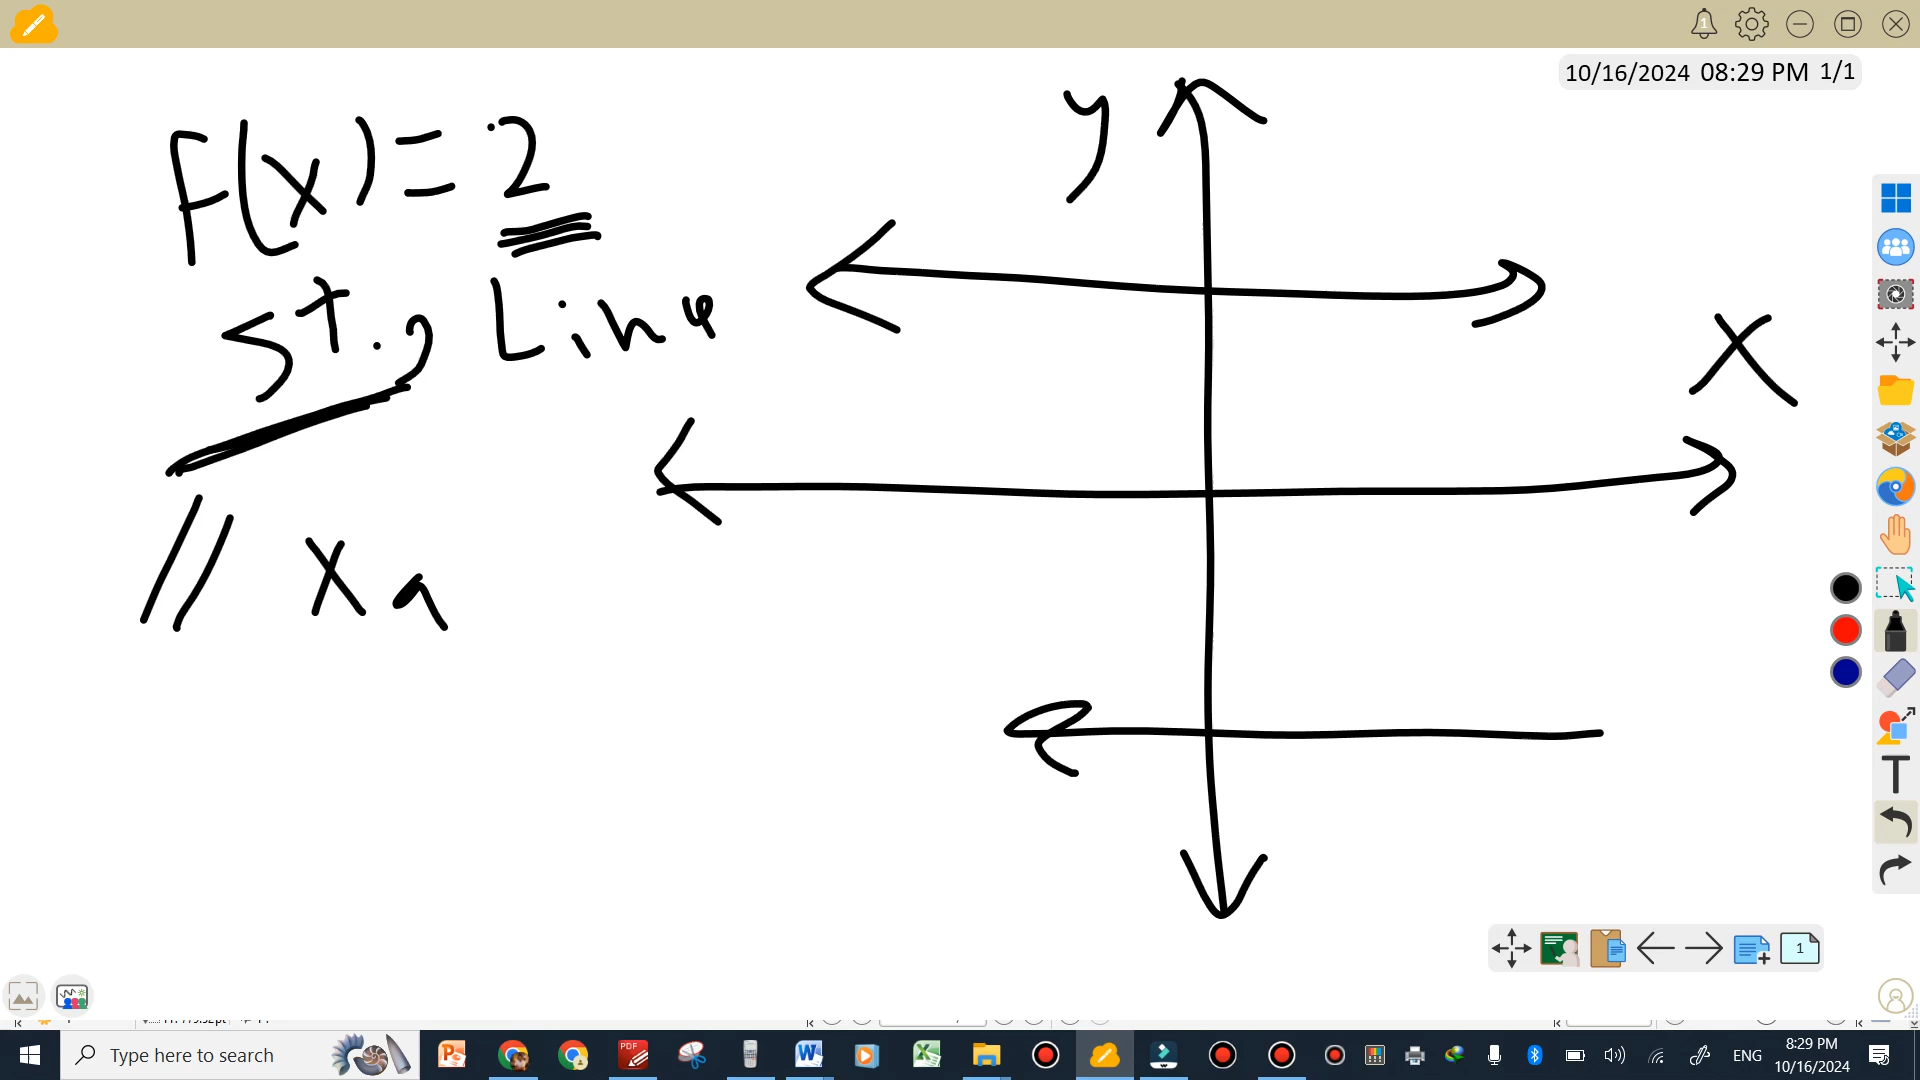 10/16/2024 08:29 PM 1/1
F(x) = 2
y
st., Line
X
// X a
1
Type here to search
ENG
8:29 PM
10/16/2024